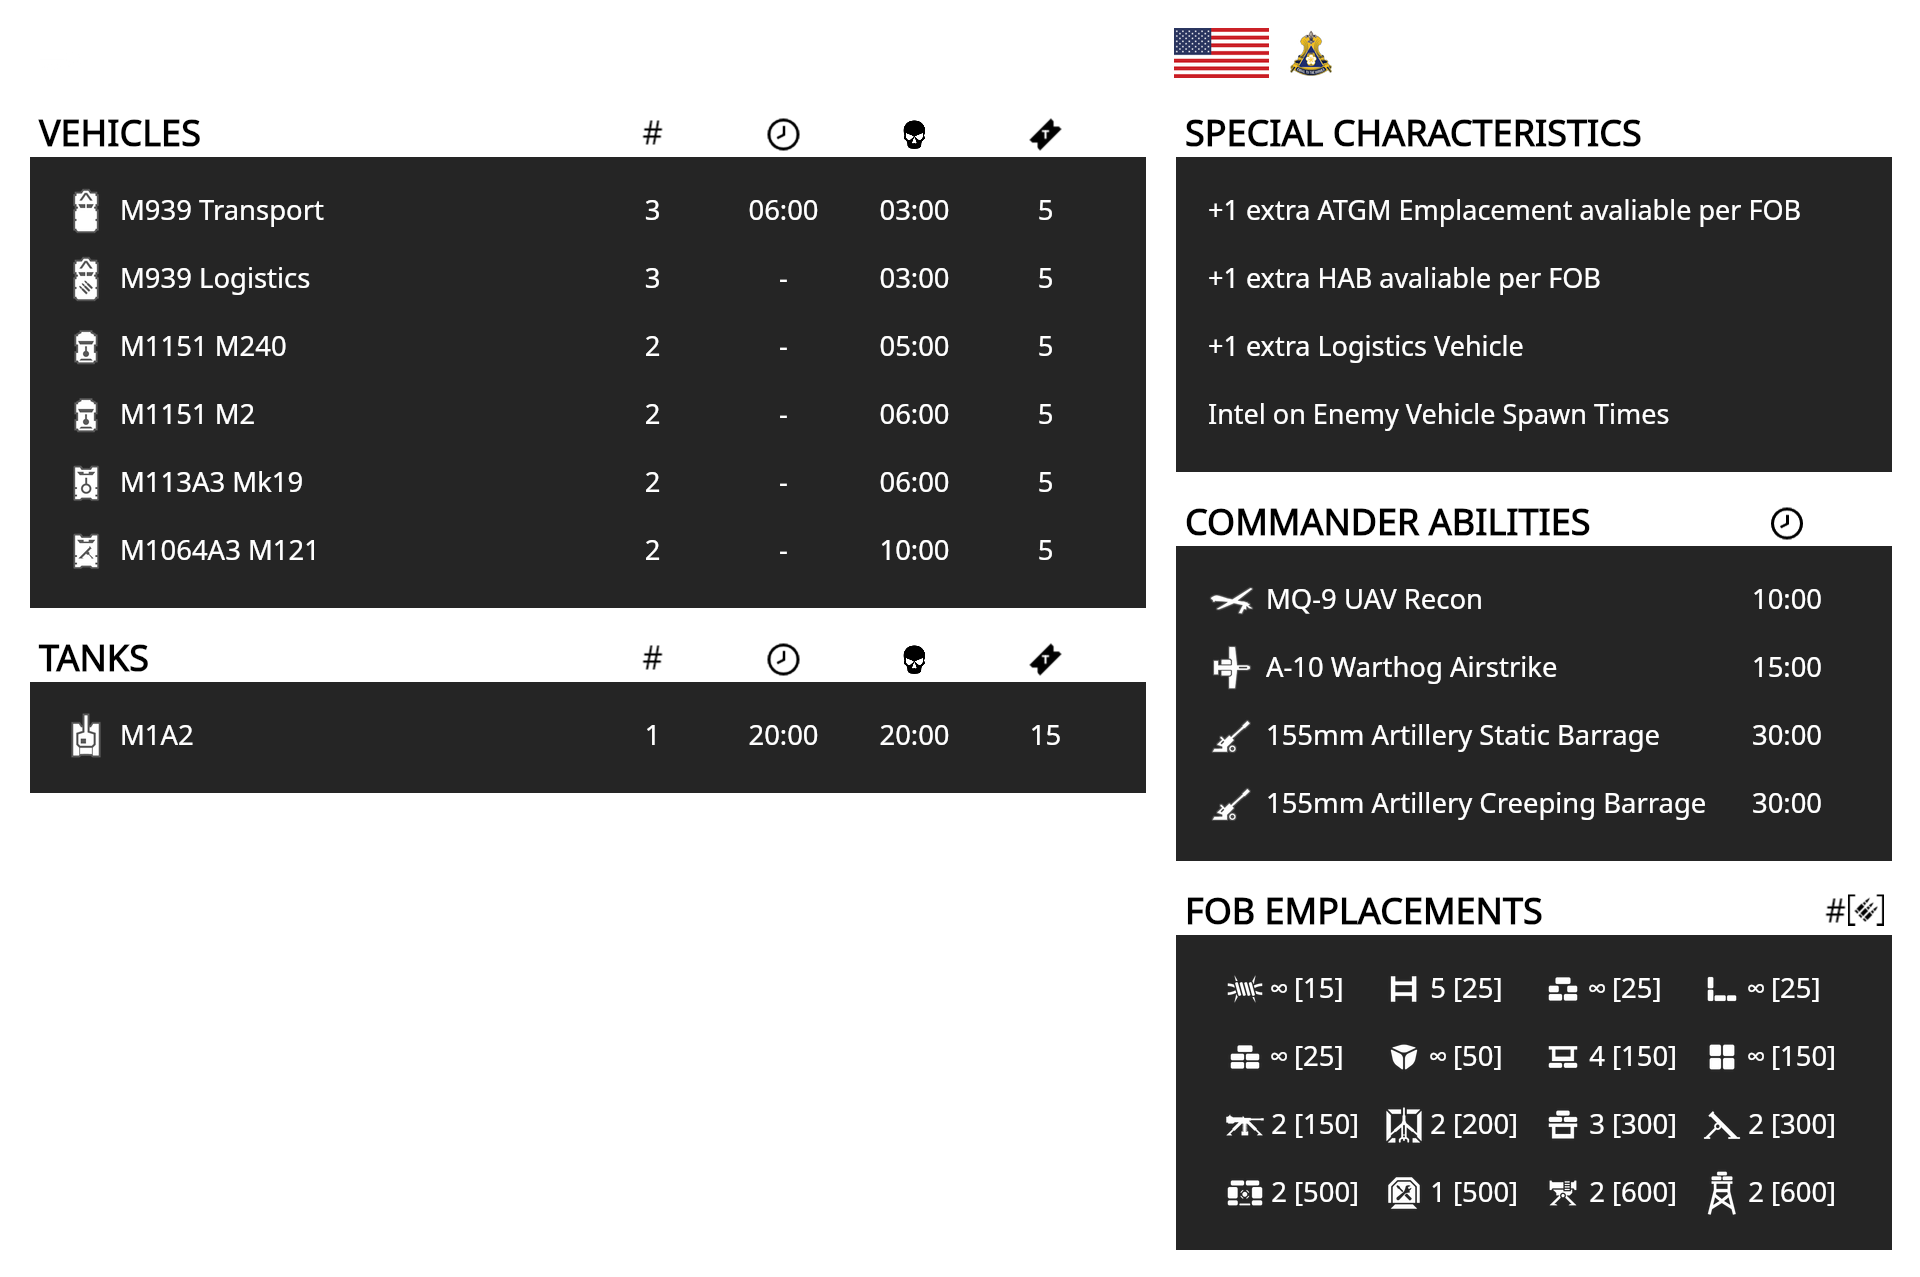 VEHICLES #
M939 Transport 3 06:00 03:00 5
M939 Logistics 3 - 03:00 5
M1151 M240 2 - 05:00 5
M1151 M2 2 - 06:00 5
M113A3 Mk19 2 - 06:00 5
M1064A3 M121 2 - 10:00 5
TANKS #
M1A2 1 20:00 20:00 15
SPECIAL CHARACTERISTICS
+1 extra ATGM Emplacement avaliable per FOB
+1 extra HAB avaliable per FOB
+1 extra Logistics Vehicle
Intel on Enemy Vehicle Spawn Times
COMMANDER ABILITIES
MQ-9 UAV Recon 10:00
A-10 Warthog Airstrike 15:00
155mm Artillery Static Barrage 30:00
155mm Artillery Creeping Barrage 30:00
FOB EMPLACEMENTS #[]
∞ [15] 5 [25] ∞ [25] ∞ [25]
∞ [25] ∞ [50] 4 [150] ∞ [150]
2 [150] 2 [200] 3 [300] 2 [300]
2 [500] 1 [500] 2 [600] 2 [600]